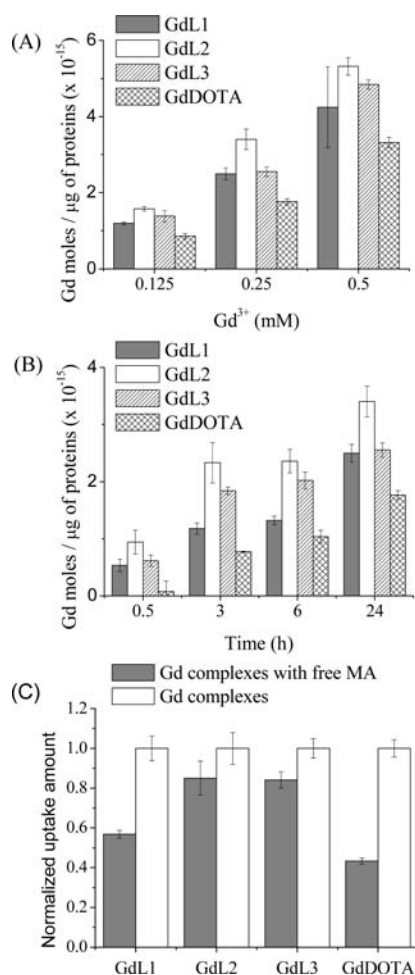 (A)
GdL1
GdL2
GdL3
GdDOTA
Gd moles / μg of proteins (x 10⁻¹⁵)
6
4
2
0
0.125 0.25 0.5
Gd³⁺ (mM)
(B)
GdL1
GdL2
GdL3
GdDOTA
Gd moles / μg of proteins (x 10⁻¹⁵)
4
2
0
0.5 3 6 24
Time (h)
(C)
Gd complexes with free MA
Gd complexes
Normalized uptake amount
1.2
1.0
0.8
0.6
0.4
0.2
0.0
GdL1 GdL2 GdL3 GdDOTA